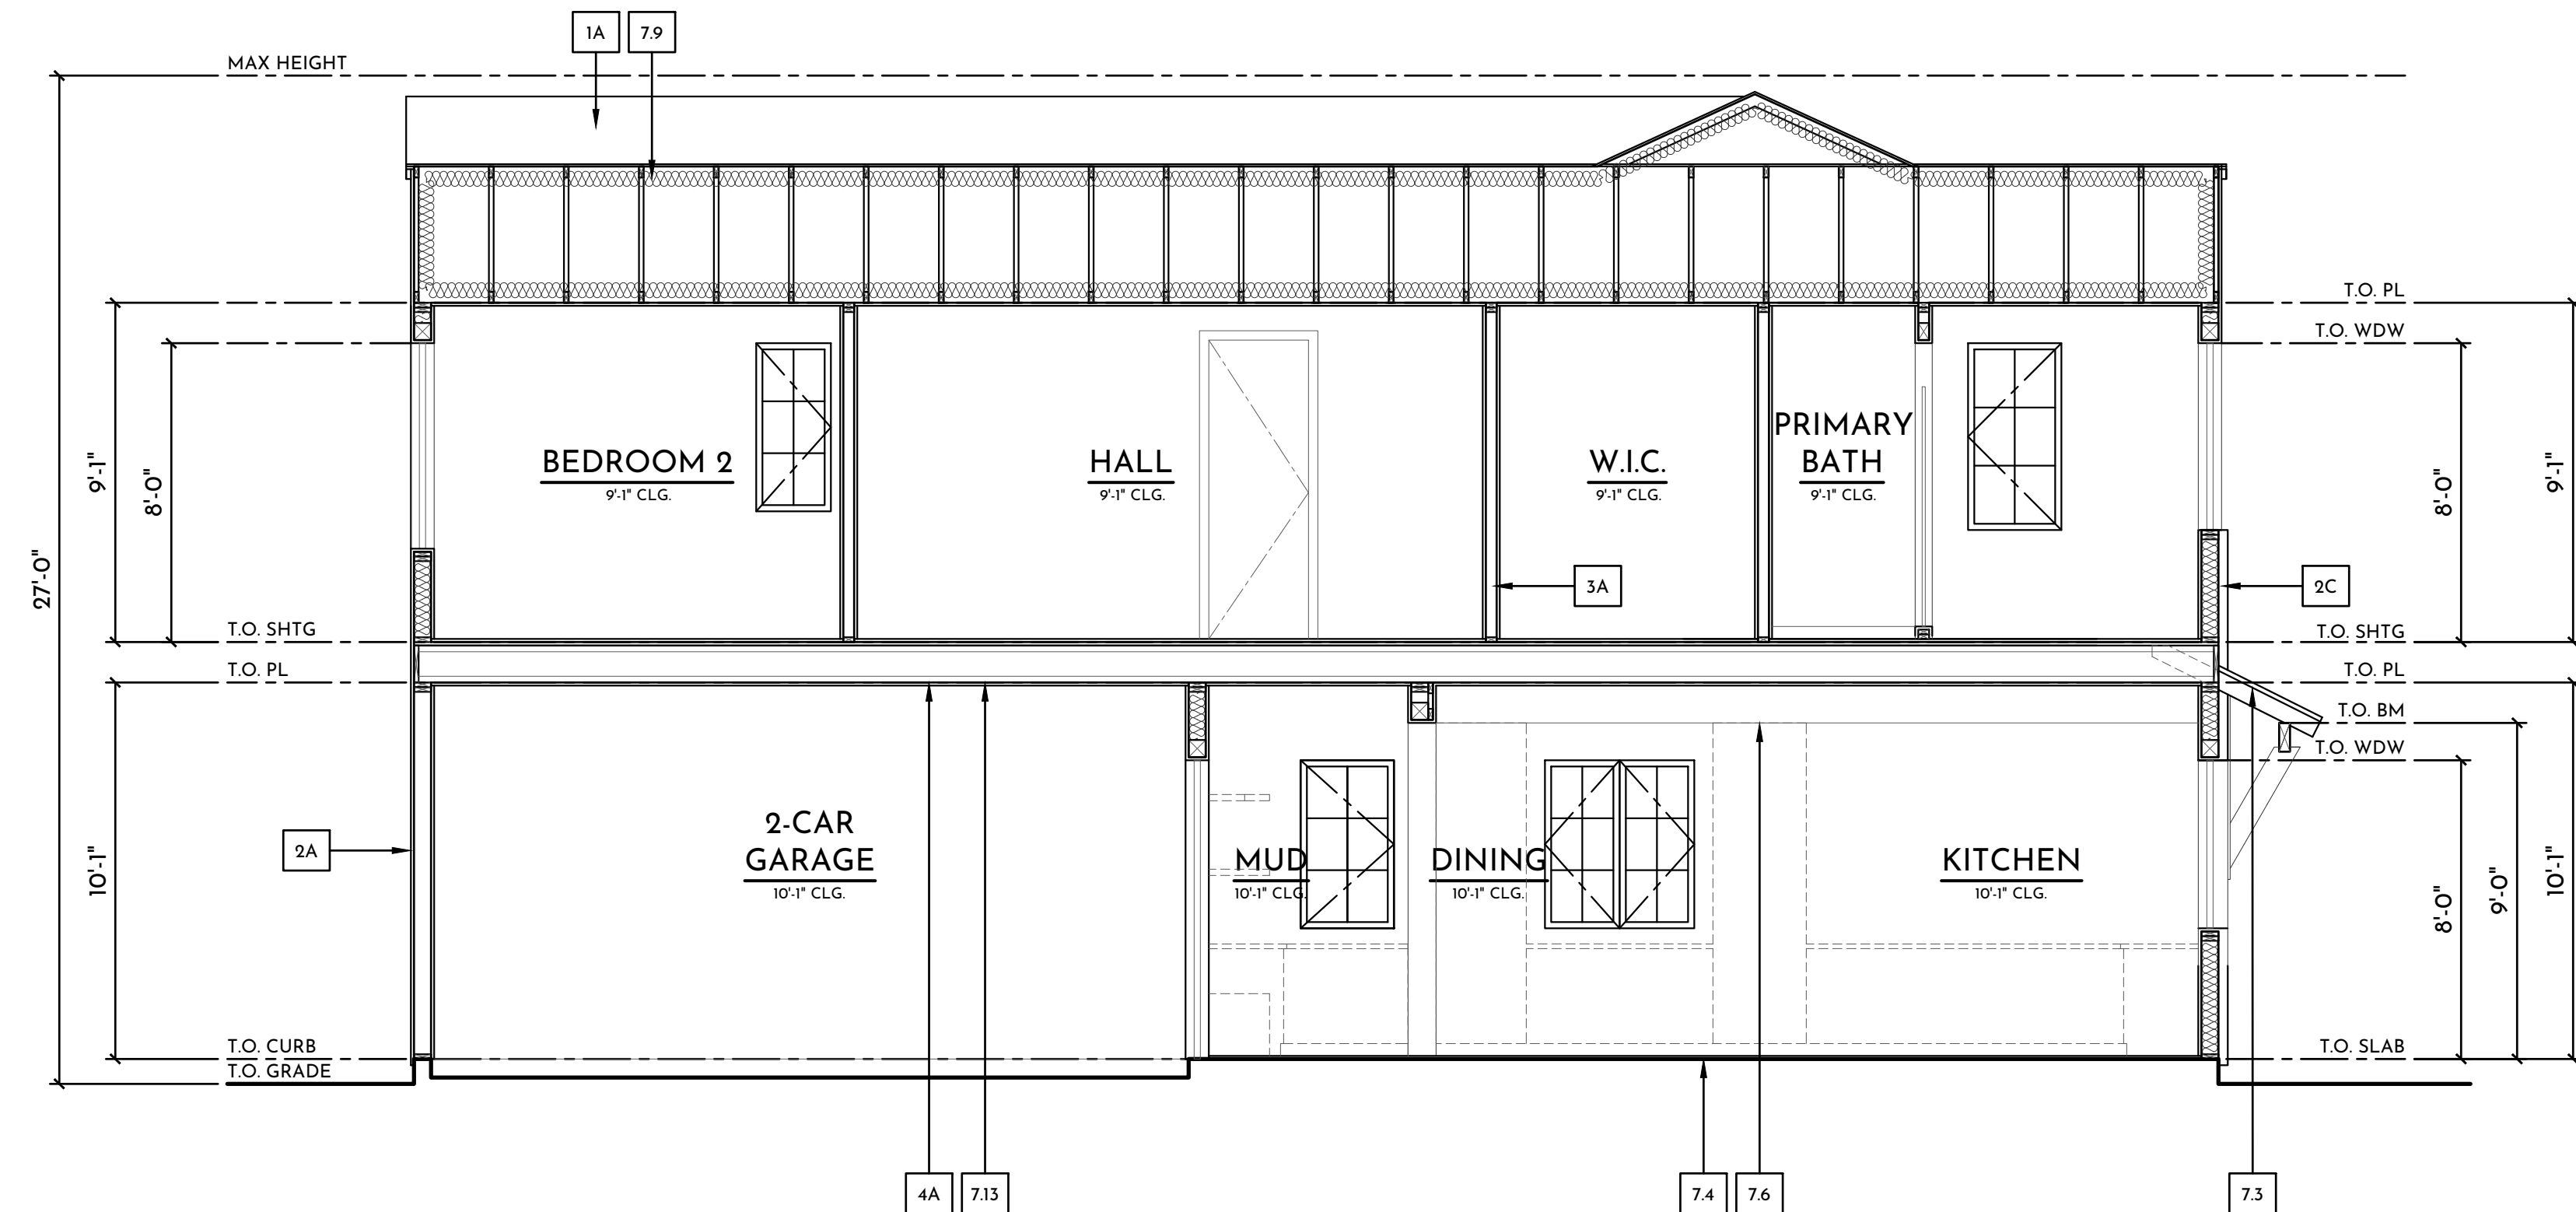 1A 7.9
MAX HEIGHT
T.O. PL
T.O. WDW
PRIMARY
BATH
9'-1" CLG.
BEDROOM 2
9'-1" CLG.
HALL
9'-1" CLG.
W.I.C.
9'-1" CLG.
9'-1"
8'-0"
8'-0"
9'-1"
27'-0"
3A
2C
T.O. SHTG
T.O. SHTG
T.O. PL
T.O. PL
T.O. BM
T.O. WDW
2-CAR
GARAGE
10'-1" CLG.
MUD
10'-1" CLG.
DINING
10'-1" CLG.
KITCHEN
10'-1" CLG.
2A
10'-1"
8'-0"
9'-0"
10'-1"
T.O. CURB
T.O. SLAB
T.O. GRADE
4A 7.13 7.4 7.6 7.3